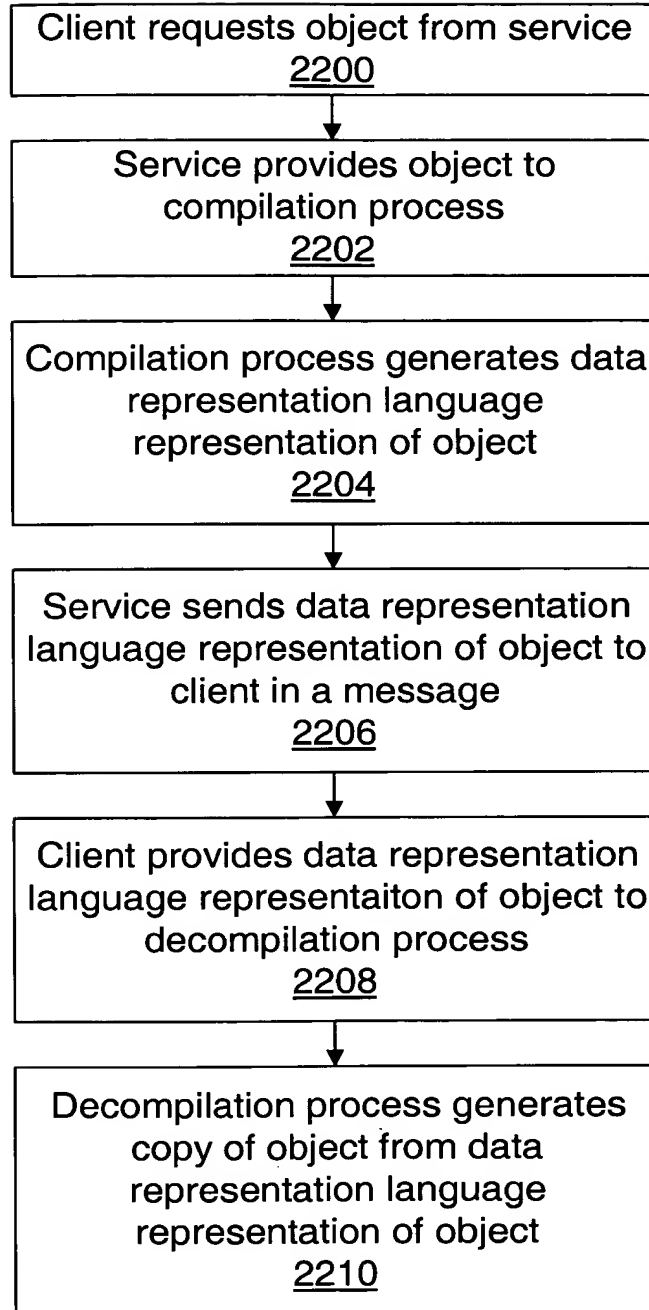 Client requests object from service
2200
Service provides object to
compilation process
2202
Compilation process generates data
representation language
representation of object
2204
Service sends data representation
language representation of object to
client in a message
2206
Client provides data representation
language representaiton of object to
decompilation process
2208
Decompilation process generates
copy of object from data
representation language
representation of object
2210